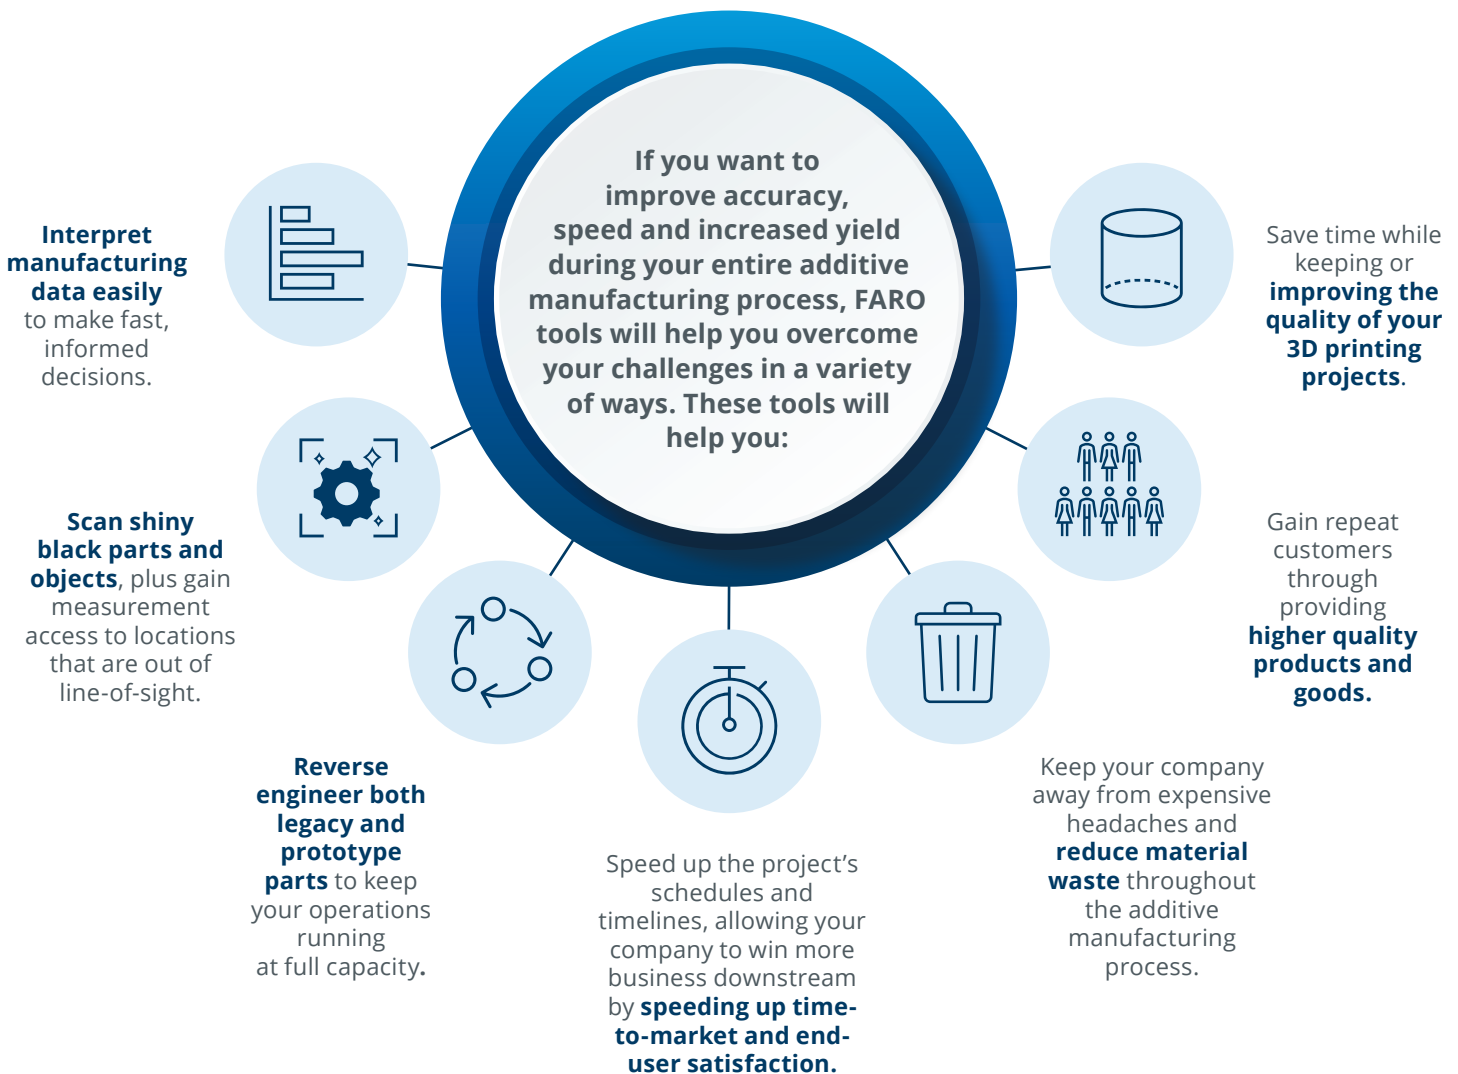 If you want to
improve accuracy,
speed and increased yield
during your entire additive
manufacturing process, FARO
tools will help you overcome
your challenges in a variety
of ways. These tools will
help you:
Interpret
manufacturing
data easily
to make fast,
informed
decisions.
Scan shiny
black parts and
objects, plus gain
measurement
access to locations
that are out of
line-of-sight.
Reverse
engineer both
legacy and
prototype
parts to keep
your operations
running
at full capacity.
Speed up the project’s
schedules and
timelines, allowing your
company to win more
business downstream
by speeding up time-
to-market and end-
user satisfaction.
Keep your company
away from expensive
headaches and
reduce material
waste throughout
the additive
manufacturing
process.
Gain repeat
customers
through
providing
higher quality
products and
goods.
Save time while
keeping or
improving the
quality of your
3D printing
projects.